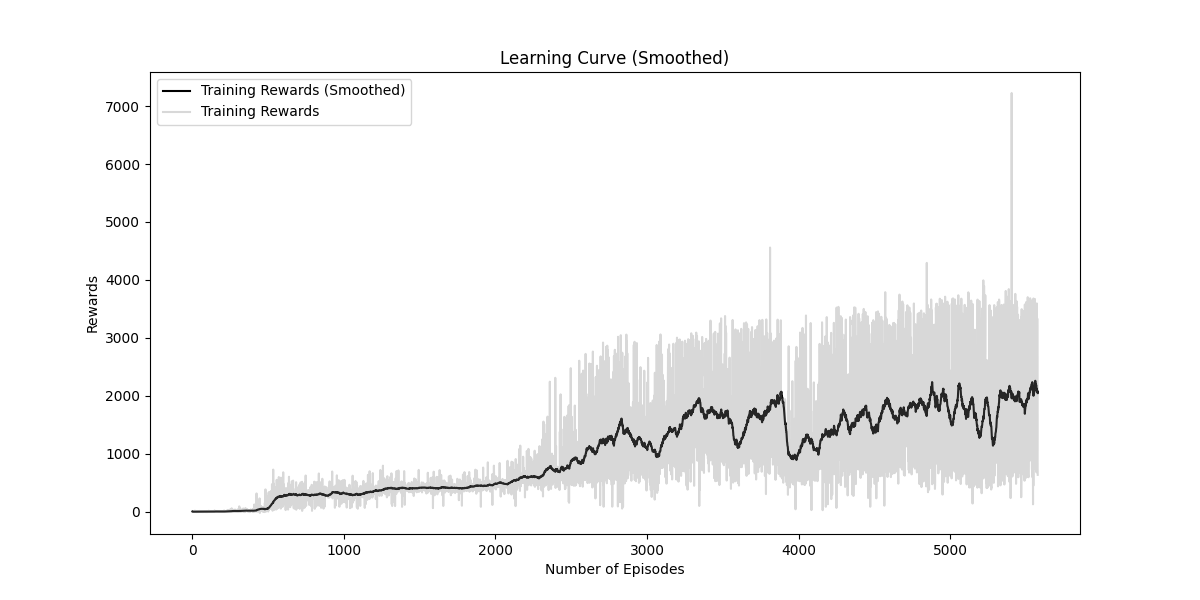 Learning Curve (Smoothed)
Training Rewards (Smoothed)
Training Rewards
7000
6000
5000
4000
3000
2000
1000
0
Rewards
0 1000 2000 3000 4000 5000
Number of Episodes